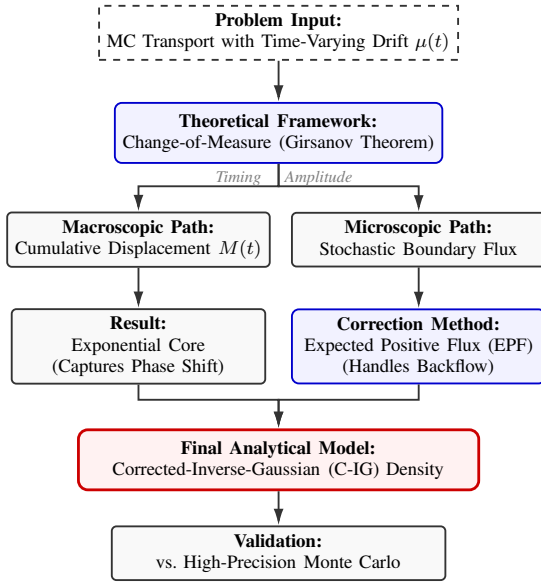 Problem Input:
MC Transport with Time-Varying Drift μ(t)
Theoretical Framework:
Change-of-Measure (Girsanov Theorem)
Timing
Amplitude
Macroscopic Path:
Cumulative Displacement M(t)
Microscopic Path:
Stochastic Boundary Flux
Result:
Exponential Core
(Captures Phase Shift)
Correction Method:
Expected Positive Flux (EPF)
(Handles Backflow)
Final Analytical Model:
Corrected-Inverse-Gaussian (C-IG) Density
Validation:
vs. High-Precision Monte Carlo